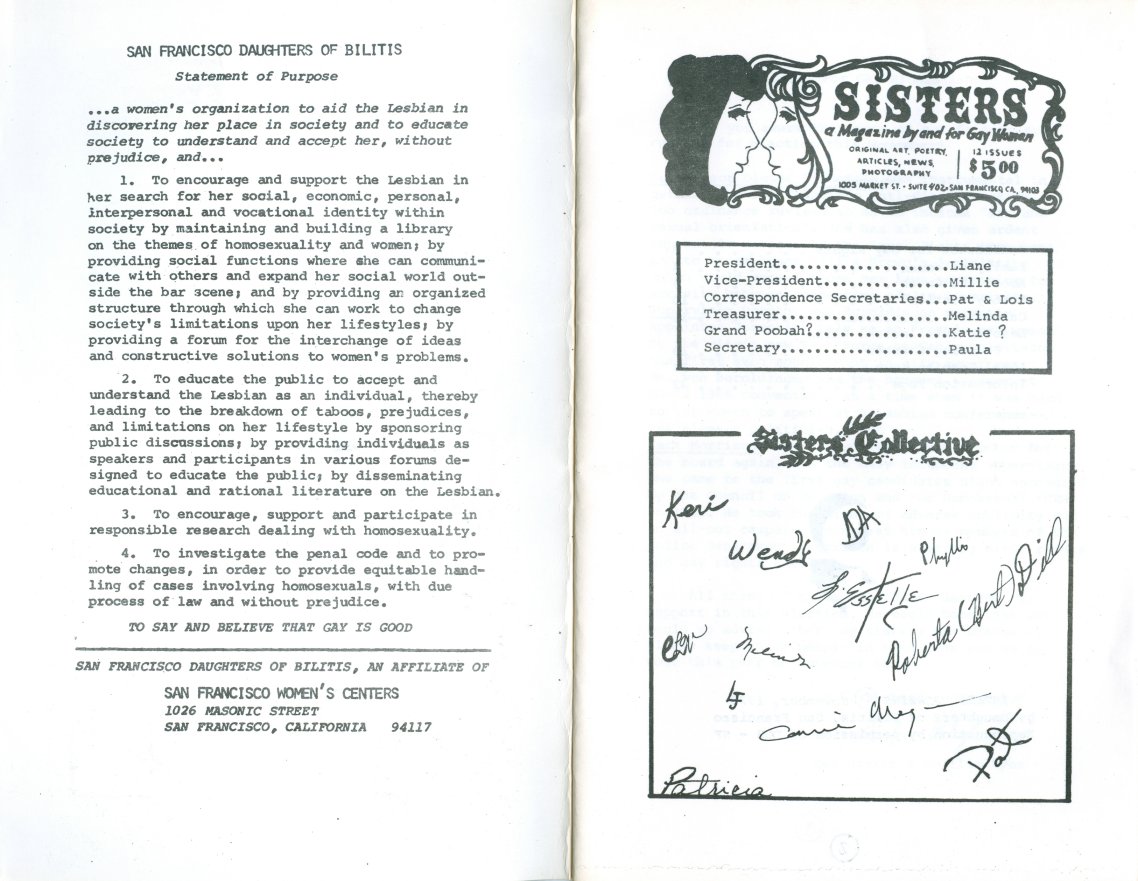 SAN FRANCISCO DAUGHTERS OF BILITIS
Statement of Purpose
...a women's organization to aid the Lesbian in
discovering her place in society and to educate
society to understand and accept her, without
prejudice, and...
1. To encourage and support the Lesbian in
her search for her social, economic, personal,
interpersonal and vocational identity within
society by maintaining and building a library
on the themes of homosexuality and women; by
providing social functions where she can communi-
cate with others and expand her social world out-
side the bar scene; and by providing an organized
structure through which she can work to change
society's limitations upon her lifestyles; by
providing a forum for the interchange of ideas
and constructive solutions to women's problems.
2. To educate the public to accept and
understand the Lesbian as an individual, thereby
leading to the breakdown of taboos, prejudices,
and limitations on her lifestyle by sponsoring
public discussions; by providing individuals as
speakers and participants in various forums de-
signed to educate the public; by disseminating
educational and rational literature on the Lesbian.
3. To encourage, support and participate in
responsible research dealing with homosexuality.
4. To investigate the penal code and to pro-
mote changes, in order to provide equitable hand-
ling of cases involving homosexuals, with due
process of law and without prejudice.
TO SAY AND BELIEVE THAT GAY IS GOOD
SAN FRANCISCO DAUGHTERS OF BILITIS, AN AFFILIATE OF
SAN FRANCISCO WOMEN'S CENTERS
1026 MASONIC STREET
SAN FRANCISCO, CALIFORNIA 94117
SISTERS
a Magazine by and for Gay Women
ORIGINAL ART, POETRY,
ARTICLES, NEWS,
PHOTOGRAPHY
12 ISSUES
$5.00
1005 MARKET ST. · SUITE 402 · SAN FRANCISCO CA., 94103
President.....................Liane
Vice-President................Millie
Correspondence Secretaries...Pat & Lois
Treasurer.....................Melinda
Grand Poobah?.................Katie ?
Secretary.....................Paula
Sisters Collective
Keri
DA
Wendy
Phyllis
Roberta (Bert) Dill
Melinda
LJ
Pat
Patricia